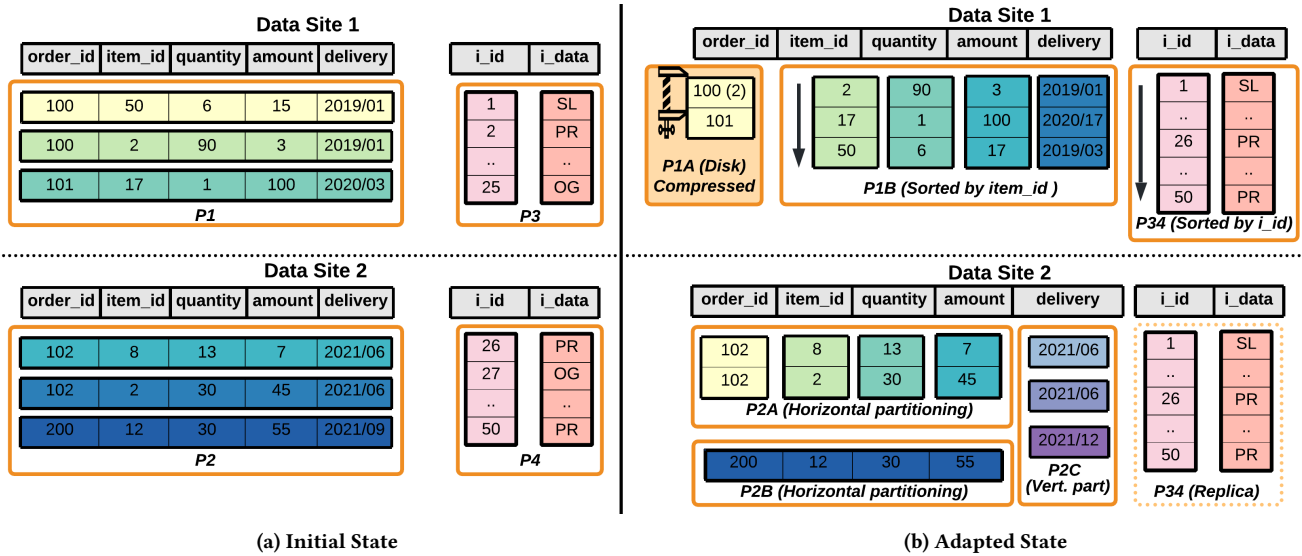 Data Site 1
order_id item_id quantity amount delivery i_id i_data
100 50 6 15 2019/01 1 SL
100 2 90 3 2019/01 2 PR
.. ..
101 17 1 100 2020/03 25 OG
P1 P3
Data Site 2
order_id item_id quantity amount delivery i_id i_data
102 8 13 7 2021/06 26 PR
102 2 30 45 2021/06 27 OG
.. ..
200 12 30 55 2021/09 50 PR
P2 P4
(a) Initial State
Data Site 1
order_id item_id quantity amount delivery i_id i_data
100 (2) 2 90 3 2019/01 1 SL
101 17 1 100 2020/17 .. ..
50 6 17 2019/03 26 PR
.. ..
50 PR
P1A (Disk)
Compressed
P1B (Sorted by item_id )
P34 (Sorted by i_id)
Data Site 2
order_id item_id quantity amount delivery i_id i_data
102 8 13 7 2021/06 1 SL
102 2 30 45 2021/06 .. ..
26 PR
P2A (Horizontal partitioning)
.. ..
200 12 30 55 2021/12 50 PR
P2B (Horizontal partitioning)
P2C
(Vert. part)
P34 (Replica)
(b) Adapted State